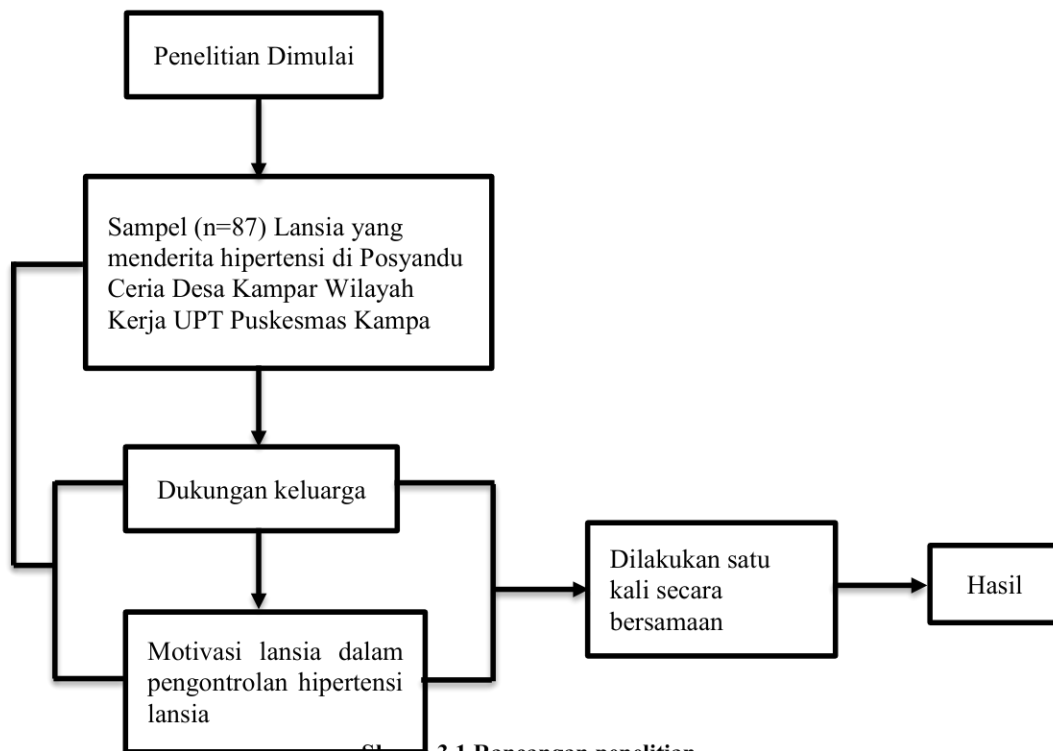 Penelitian Dimulai
Sampel (n=87) Lansia yang
menderita hipertensi di Posyandu
Ceria Desa Kampar Wilayah
Kerja UPT Puskesmas Kampa
Dukungan keluarga
Motivasi lansia dalam
pengontrolan hipertensi
lansia
Dilakukan satu
kali secara
bersamaan
Hasil
3.1 Rancangan penelitian